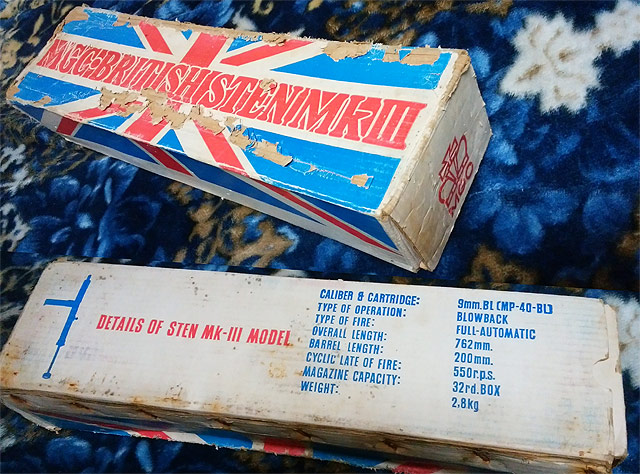 MGC:BRITISH STEN MK III
MGC
DETAILS OF STEN MK-III MODEL
CALIBER & CARTRIDGE: 9mm.BL(MP-40-BL)
TYPE OF OPERATION: BLOWBACK
TYPE OF FIRE: FULL-AUTOMATIC
OVERALL LENGTH: 762mm.
BARREL LENGTH: 200mm.
CYCLIC LATE OF FIRE: 550r.p.s.
MAGAZINE CAPACITY: 32rd.BOX
WEIGHT: 2,8kg